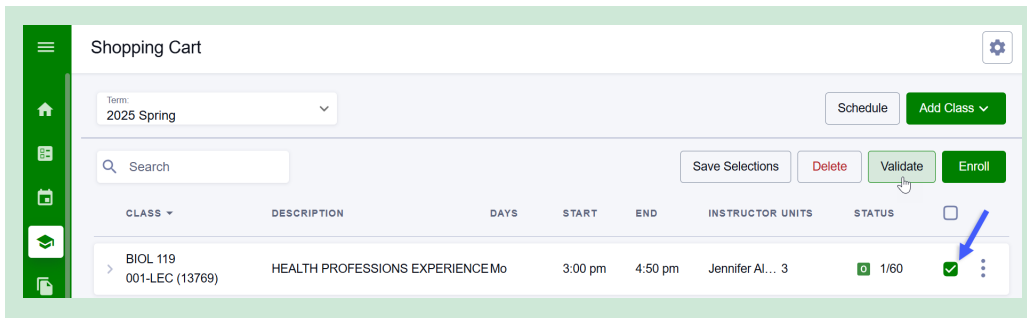 Shopping Cart
Term:
2025 Spring
Schedule
Add Class
Search
Save Selections
Delete
Validate
Enroll
CLASS DESCRIPTION DAYS START END INSTRUCTOR UNITS STATUS
BIOL 119
001-LEC (13769)
HEALTH PROFESSIONS EXPERIENCE Mo 3:00 pm 4:50 pm Jennifer Al... 3 O 1/60